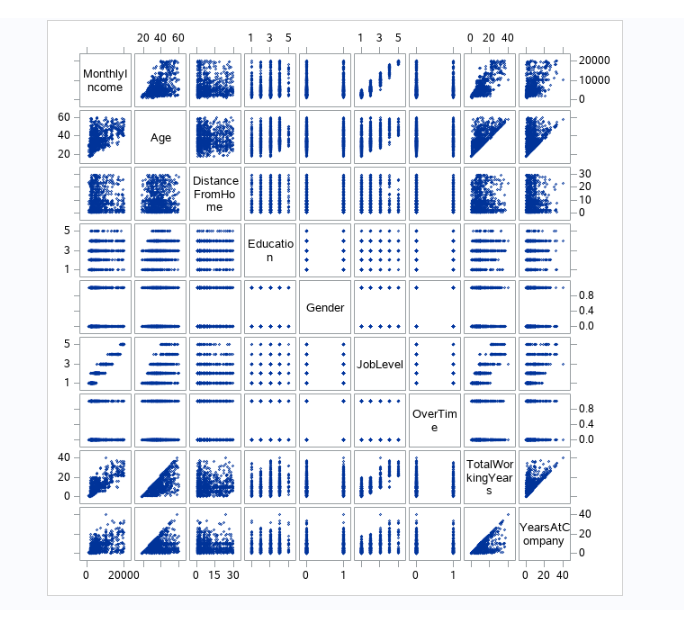 20 40 60 1 3 5 1 3 5 0 20 40
MonthlyI
ncome
20000
10000
0
60
40
20
Age
Distance
FromHo
me
30
20
10
0
5
3
1
Educatio
n
Gender
0.8
0.4
0.0
5
3
1
JobLevel
OverTim
e
0.8
0.4
0.0
40
20
0
TotalWor
kingYear
s
YearsAtC
ompany
40
20
0
0 20000 0 15 30 0 1 0 1 0 20 40